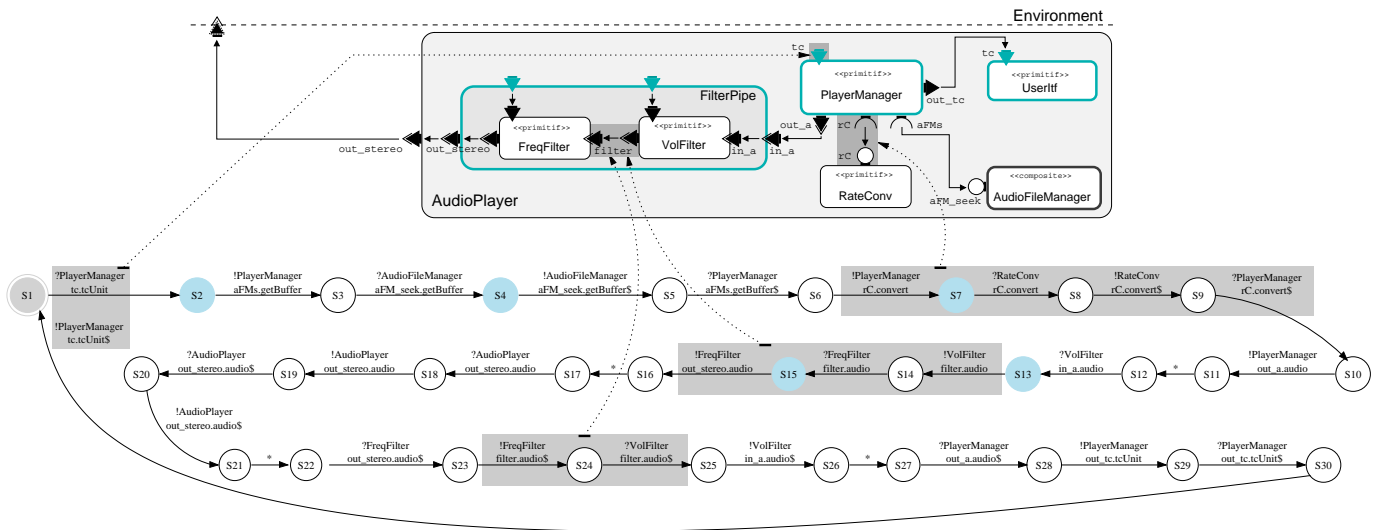 Environment
tc
tc
<<primitif>>
PlayerManager
<<primitif>>
UserItf
out_tc
FilterPipe
out_a
rC
aFMs
<<primitif>>
FreqFilter
filter
<<primitif>>
VolFilter
in_a
in_a
out_stereo
out_stereo
rC
<<primitif>>
RateConv
<<composite>>
AudioFileManager
aFM_seek
AudioPlayer
?PlayerManager
tc.tcUnit
!PlayerManager
aFMs.getBuffer
?AudioFileManager
aFM_seek.getBuffer
!AudioFileManager
aFM_seek.getBuffer$
?PlayerManager
aFMs.getBuffer$
!PlayerManager
rC.convert
?RateConv
rC.convert
!RateConv
rC.convert$
?PlayerManager
rC.convert$
S1
S2
S3
S4
S5
S6
S7
S8
S9
!PlayerManager
tc.tcUnit$
?AudioPlayer
out_stereo.audio$
!AudioPlayer
out_stereo.audio
?AudioPlayer
out_stereo.audio
*
!FreqFilter
out_stereo.audio
?FreqFilter
filter.audio
!VolFilter
filter.audio
?VolFilter
in_a.audio
*
!PlayerManager
out_a.audio
S20
S19
S18
S17
S16
S15
S14
S13
S12
S11
S10
!AudioPlayer
out_stereo.audio$
*
?FreqFilter
out_stereo.audio$
!FreqFilter
filter.audio$
?VolFilter
filter.audio$
!VolFilter
in_a.audio$
*
?PlayerManager
out_a.audio$
!PlayerManager
out_tc.tcUnit
?PlayerManager
out_tc.tcUnit$
S21
S22
S23
S24
S25
S26
S27
S28
S29
S30